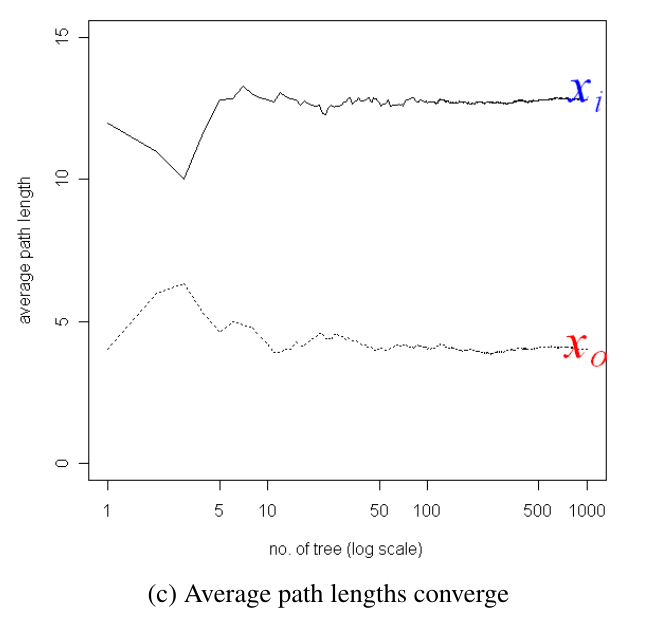 15
10
5
0
average path length
x_i
x_o
1 5 10 50 100 500 1000
no. of tree (log scale)
(c) Average path lengths converge